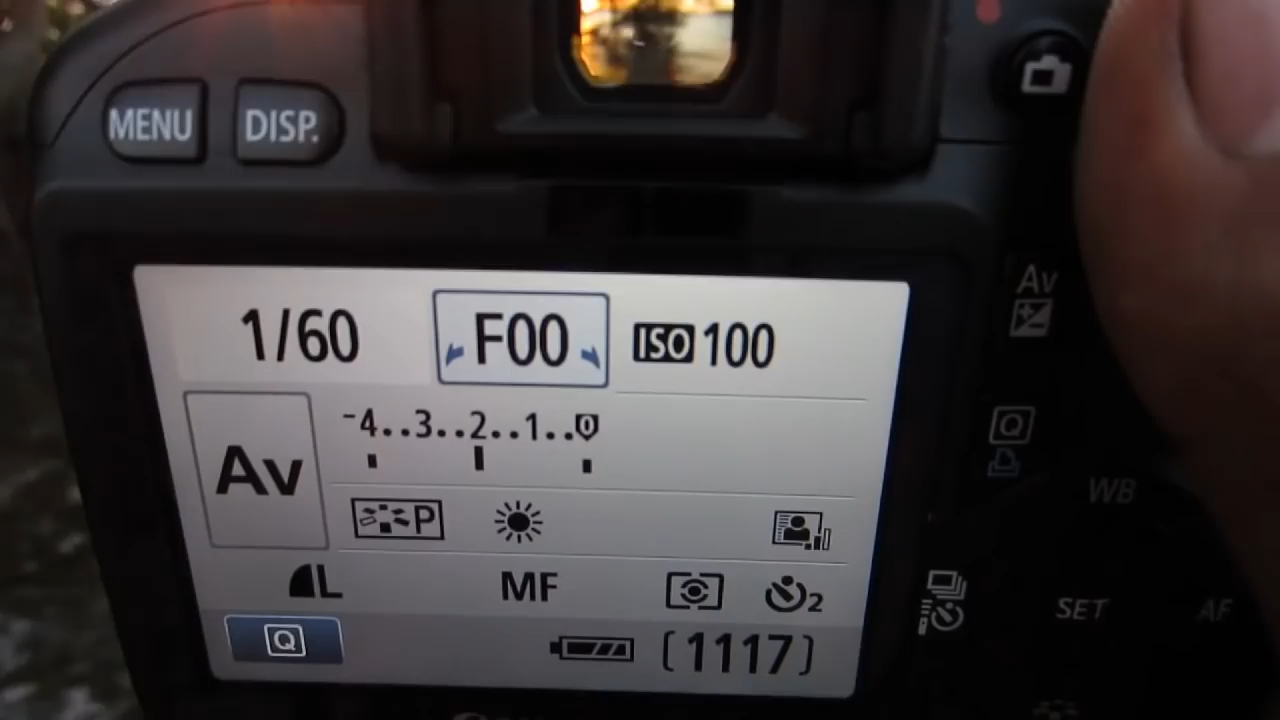 MENU DISP.
1/60 F00 ISO 100
Av
-4..3..2..1..0
Av
P
L MF 2
Q (1117)
Q
WB
SET AF